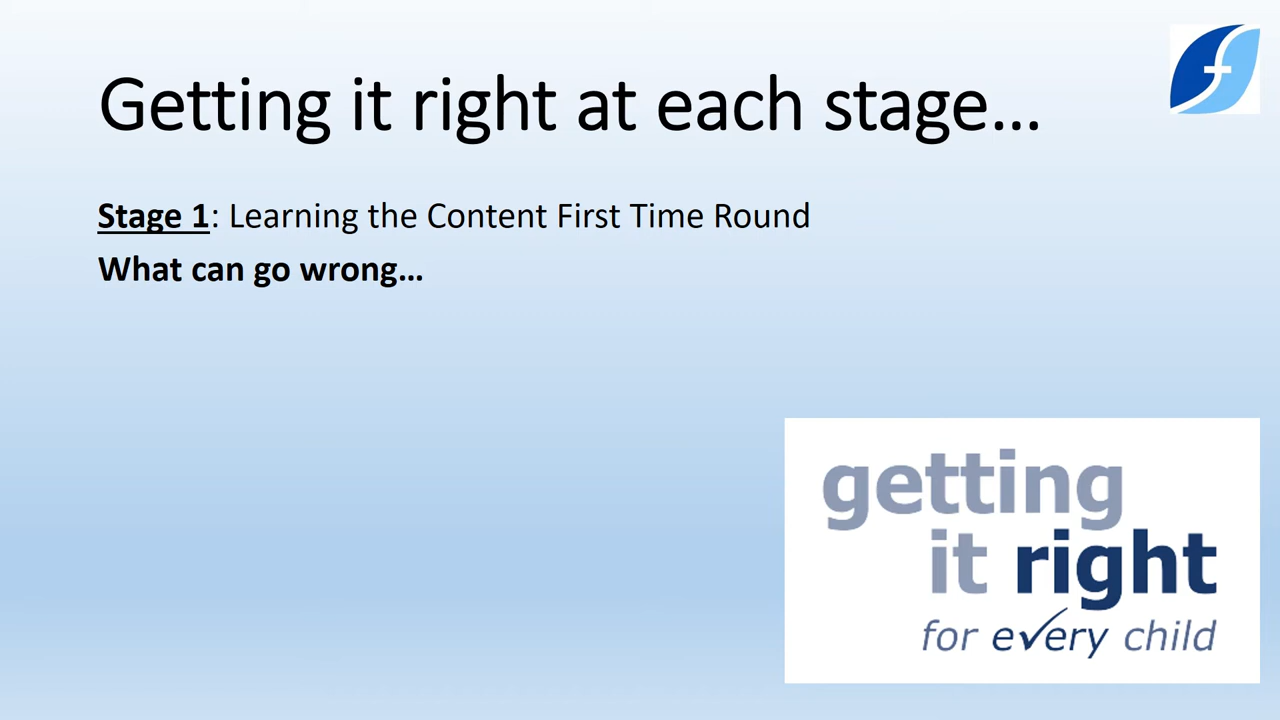 Getting it right at each stage…
Stage 1: Learning the Content First Time Round
What can go wrong…
getting
it right
for every child